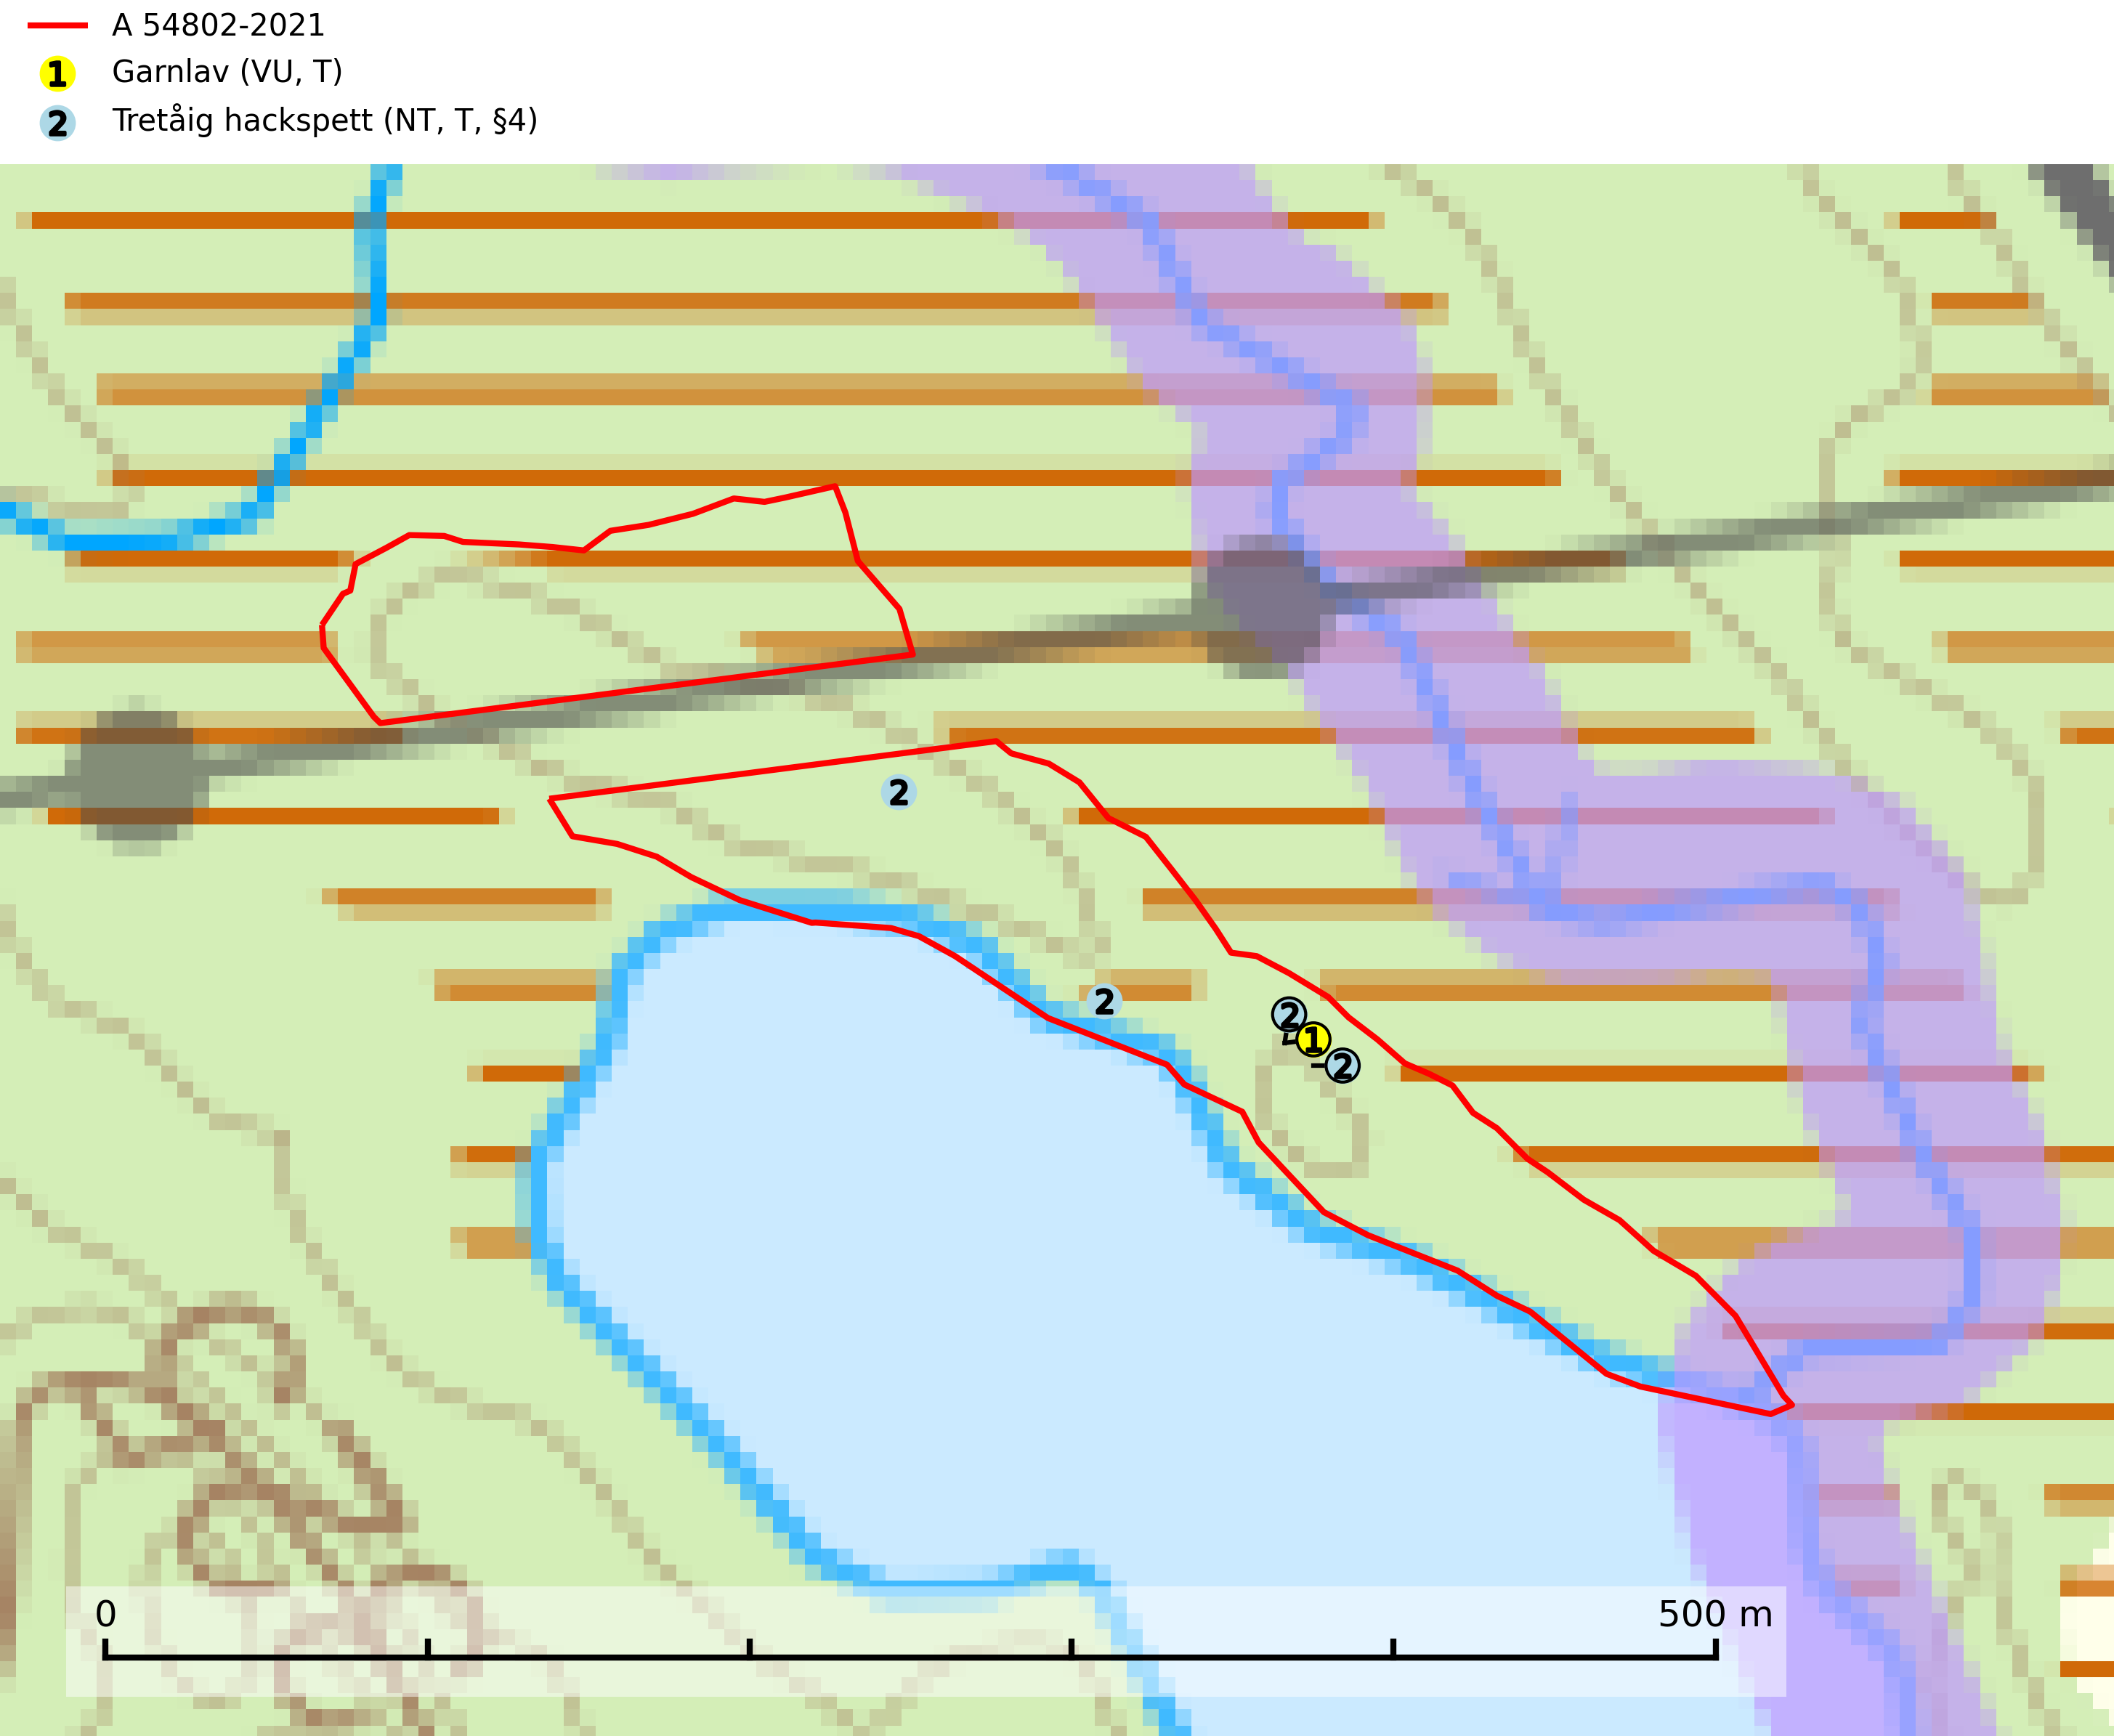 A 54802-2021
1 Garnlav (VU, T)
2 Tretåig hackspett (NT, T, §4)
2
2
2
1
2
0 500 m